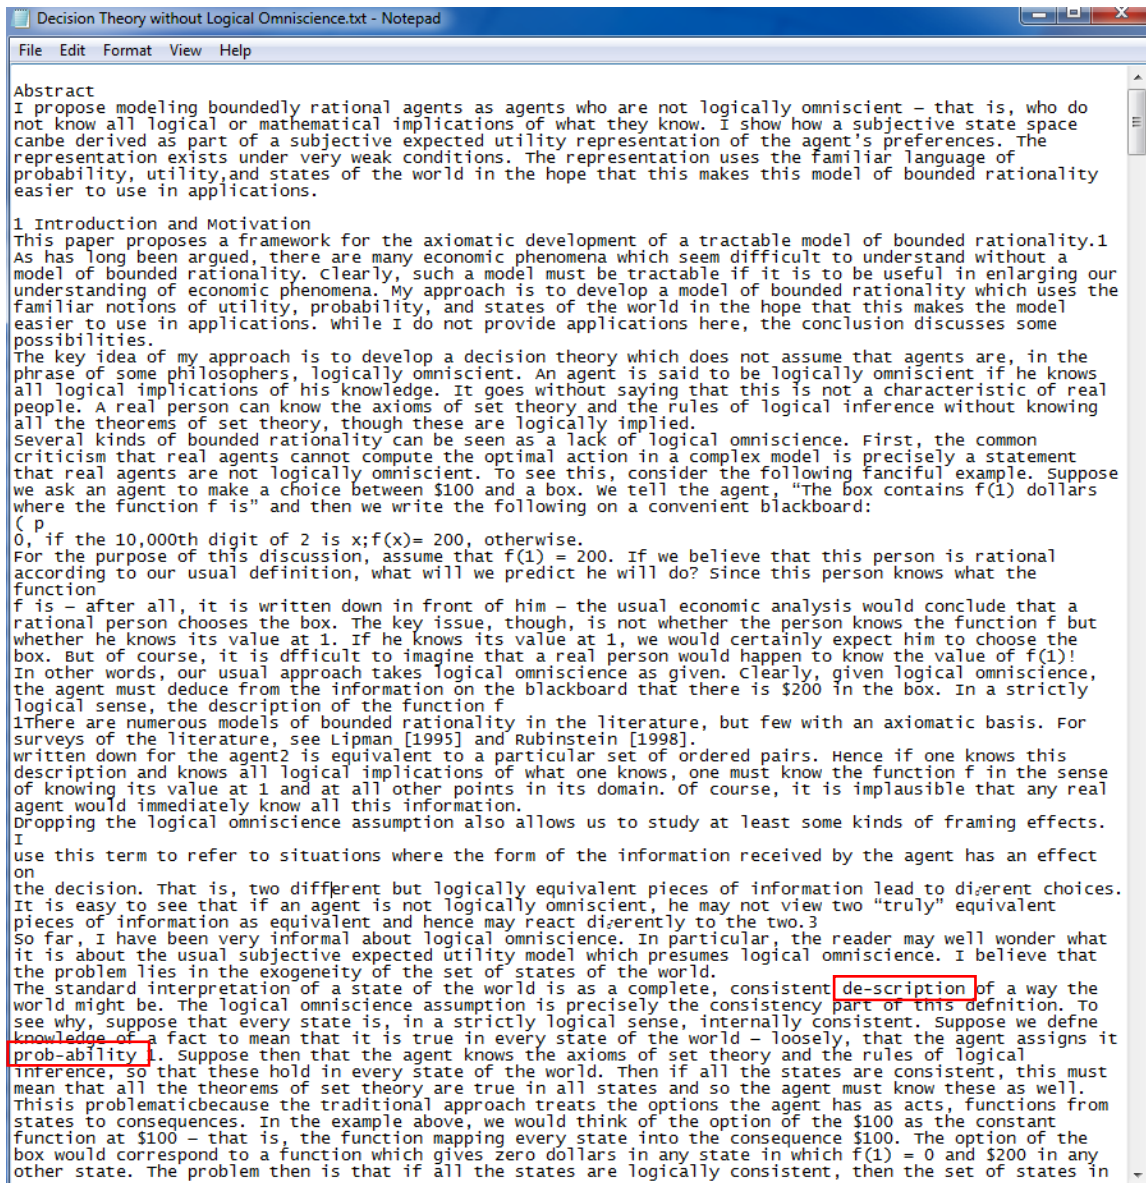 Decision Theory without Logical Omniscience.txt - Notepad
File Edit Format View Help
Abstract
I propose modeling boundedly rational agents as agents who are not logically omniscient – that is, who do
not know all logical or mathematical implications of what they know. I show how a subjective state space
canbe derived as part of a subjective expected utility representation of the agent's preferences. The
representation exists under very weak conditions. The representation uses the familiar language of
probability, utility,and states of the world in the hope that this makes this model of bounded rationality
easier to use in applications.
1 Introduction and Motivation
This paper proposes a framework for the axiomatic development of a tractable model of bounded rationality.1
As has long been argued, there are many economic phenomena which seem difficult to understand without a
model of bounded rationality. Clearly, such a model must be tractable if it is to be useful in enlarging our
understanding of economic phenomena. My approach is to develop a model of bounded rationality which uses the
familiar notions of utility, probability, and states of the world in the hope that this makes the model
easier to use in applications. While I do not provide applications here, the conclusion discusses some
possibilities.
The key idea of my approach is to develop a decision theory which does not assume that agents are, in the
phrase of some philosophers, logically omniscient. An agent is said to be logically omniscient if he knows
all logical implications of his knowledge. It goes without saying that this is not a characteristic of real
people. A real person can know the axioms of set theory and the rules of logical inference without knowing
all the theorems of set theory, though these are logically implied.
Several kinds of bounded rationality can be seen as a lack of logical omniscience. First, the common
criticism that real agents cannot compute the optimal action in a complex model is precisely a statement
that real agents are not logically omniscient. To see this, consider the following fanciful example. Suppose
we ask an agent to make a choice between $100 and a box. We tell the agent, “The box contains f(1) dollars
where the function f is” and then we write the following on a convenient blackboard:
( p
0, if the 10,000th digit of 2 is x;f(x)= 200, otherwise.
For the purpose of this discussion, assume that f(1) = 200. If we believe that this person is rational
according to our usual definition, what will we predict he will do? Since this person knows what the
function
f is – after all, it is written down in front of him – the usual economic analysis would conclude that a
rational person chooses the box. The key issue, though, is not whether the person knows the function f but
whether he knows its value at 1. If he knows its value at 1, we would certainly expect him to choose the
box. But of course, it is dfficult to imagine that a real person would happen to know the value of f(1)!
In other words, our usual approach takes logical omniscience as given. Clearly, given logical omniscience,
the agent must deduce from the information on the blackboard that there is $200 in the box. In a strictly
logical sense, the description of the function f
1There are numerous models of bounded rationality in the literature, but few with an axiomatic basis. For
surveys of the literature, see Lipman [1995] and Rubinstein [1998].
written down for the agent2 is equivalent to a particular set of ordered pairs. Hence if one knows this
description and knows all logical implications of what one knows, one must know the function f in the sense
of knowing its value at 1 and at all other points in its domain. Of course, it is implausible that any real
agent would immediately know all this information.
Dropping the logical omniscience assumption also allows us to study at least some kinds of framing effects.
I
use this term to refer to situations where the form of the information received by the agent has an effect
on
the decision. That is, two different but logically equivalent pieces of information lead to choices.
It is easy to see that if an agent is not logically omniscient, he may not view two “truly” equivalent
pieces of information as equivalent and hence may react to the two.3
So far, I have been very informal about logical omniscience. In particular, the reader may well wonder what
it is about the usual subjective expected utility model which presumes logical omniscience. I believe that
the problem lies in the exogeneity of the set of states of the world.
The standard interpretation of a state of the world is as a complete, consistent de-scription of a way the
world might be. The logical omniscience assumption is precisely the consistency part of this defnition. To
see why, suppose that every state is, in a strictly logical sense, internally consistent. Suppose we defne
knowledge of a fact to mean that it is true in every state of the world – loosely, that the agent assigns it
prob-ability 1. Suppose then that the agent knows the axioms of set theory and the rules of logical
inference, so that these hold in every state of the world. Then if all the states are consistent, this must
mean that all the theorems of set theory are true in all states and so the agent must know these as well.
Thisis problematicbecause the traditional approach treats the options the agent has as acts, functions from
states to consequences. In the example above, we would think of the option of the $100 as the constant
function at $100 – that is, the function mapping every state into the consequence $100. The option of the
box would correspond to a function which gives zero dollars in any state in which f(1) = 0 and $200 in any
other state. The problem then is that if all the states are logically consistent, then the set of states in